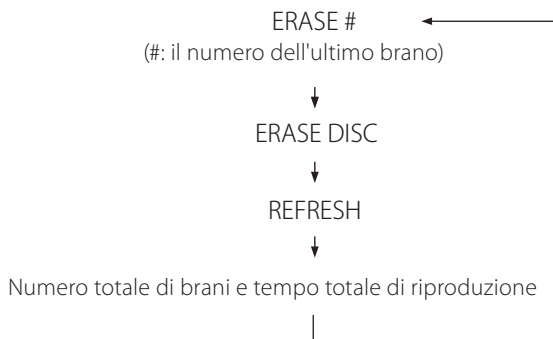 ERASE #
(#: il numero dell'ultimo brano)
ERASE DISC
REFRESH
Numero totale di brani e tempo totale di riproduzione